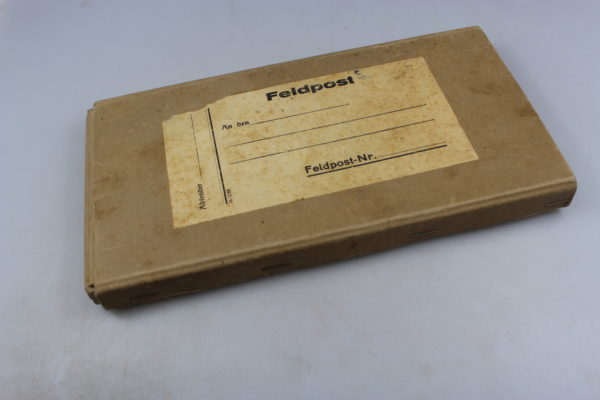 Feldpost
An den
Feldpost-Nr.
Absender